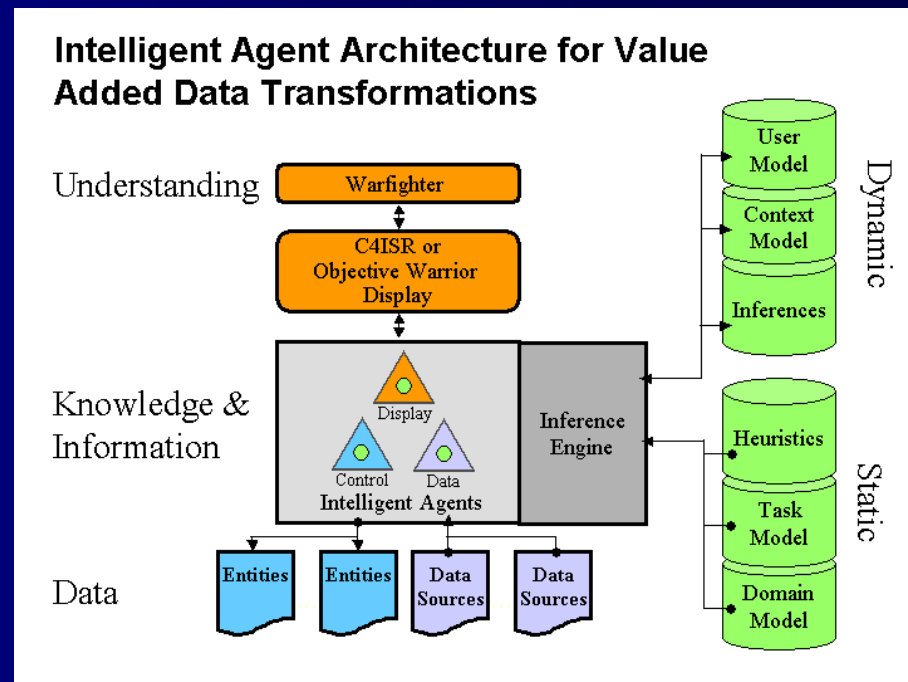 Intelligent Agent Architecture for Value
Added Data Transformations
Understanding
Warfighter
C4ISR or
Objective Warrior
Display
Knowledge &
Information
Display
Control
Data
Intelligent Agents
Inference
Engine
Data
Entities
Entities
Data
Sources
Data
Sources
User
Model
Context
Model
Inferences
Dynamic
Heuristics
Task
Model
Domain
Model
Static